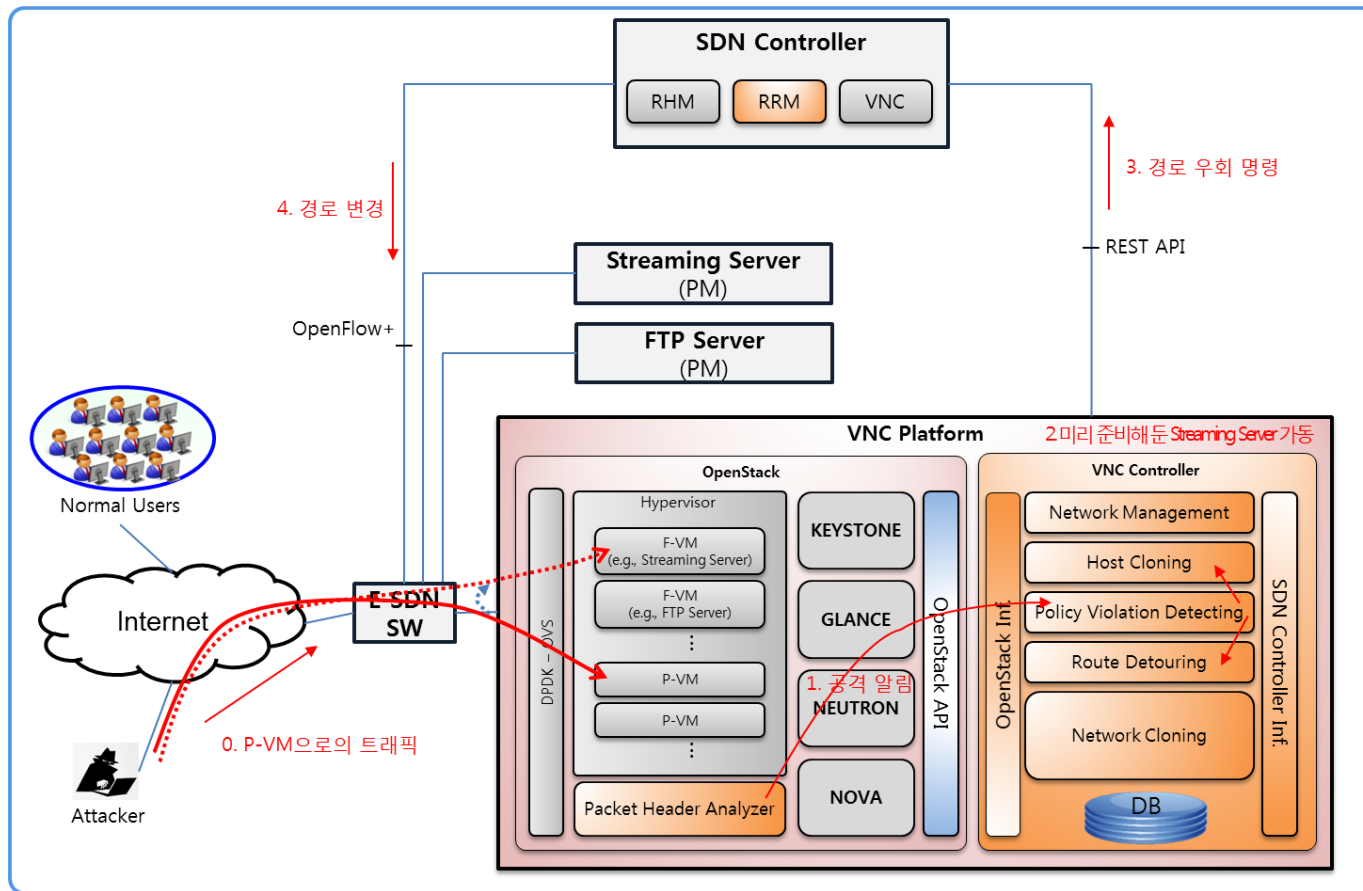 SDN Controller
RHM
RRM
VNC
3. 경로 우회 명령
4. 경로 변경
REST API
Streaming Server
(PM)
OpenFlow+
FTP Server
(PM)
VNC Platform
2 미리 준비해둔 Streaming Server 가동
OpenStack
VNC Controller
Hypervisor
F-VM
(e.g., Streaming Server)
F-VM
(e.g., FTP Server)
⋮
P-VM
P-VM
⋮
DPDK – OVS
Packet Header Analyzer
KEYSTONE
GLANCE
1. 공격 알림
NEUTRON
NOVA
OpenStack API
OpenStack Inf.
Network Management
Host Cloning
Policy Violation Detecting
Route Detouring
Network Cloning
DB
SDN Controller Inf.
Normal Users
Internet
E-SDN
SW
0. P-VM으로의 트래픽
Attacker